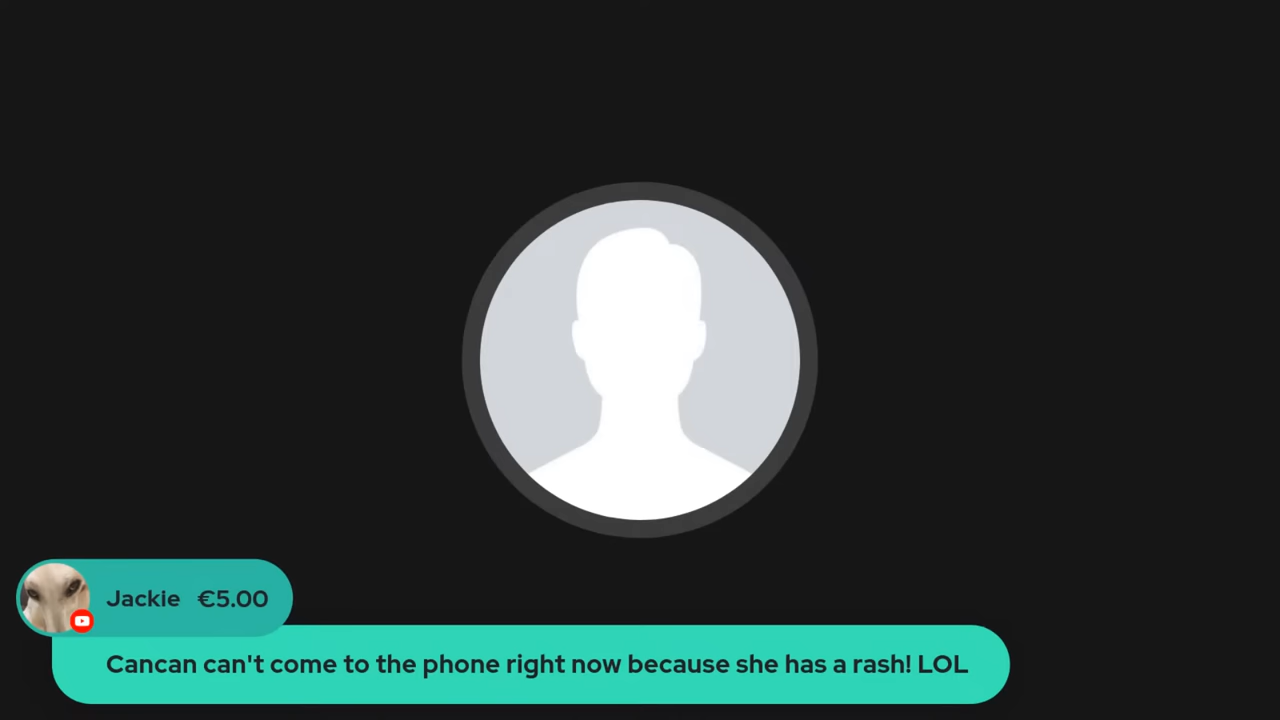 Jackie €5.00
Cancan can't come to the phone right now because she has a rash! LOL